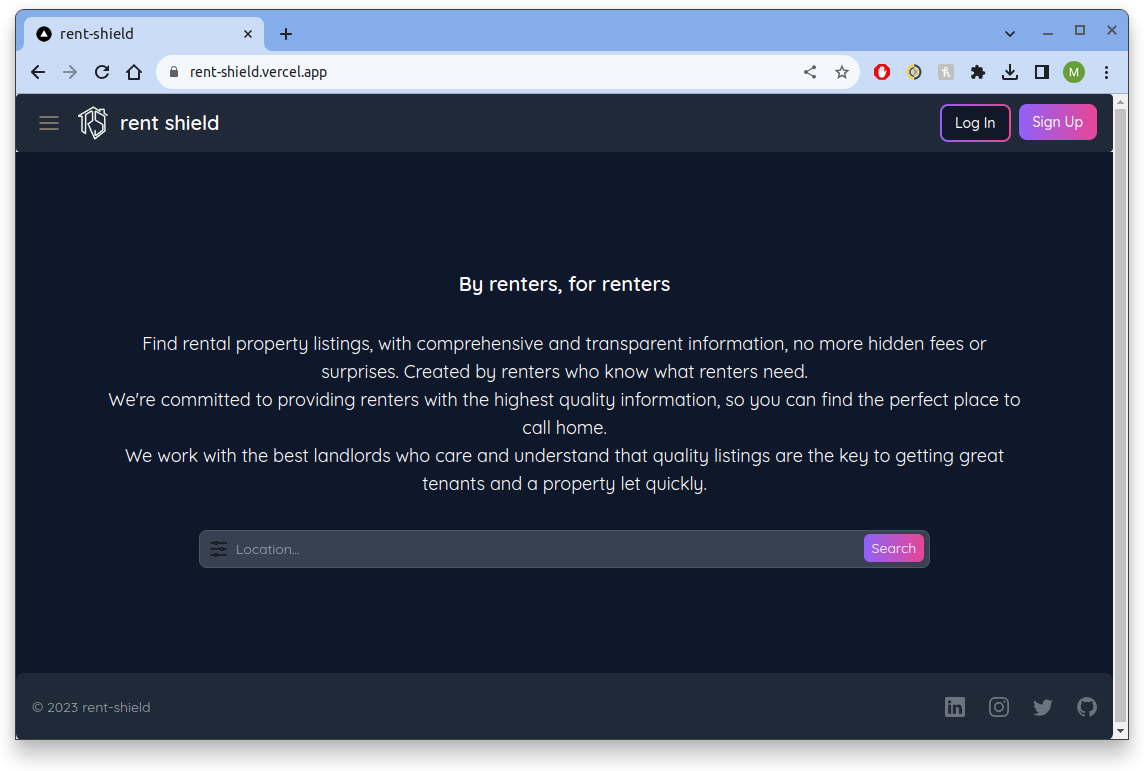 rent-shield
rent-shield.vercel.app
M
rent shield
Log In
Sign Up
By renters, for renters
Find rental property listings, with comprehensive and transparent information, no more hidden fees or
surprises. Created by renters who know what renters need.
We're committed to providing renters with the highest quality information, so you can find the perfect place to
call home.
We work with the best landlords who care and understand that quality listings are the key to getting great
tenants and a property let quickly.
Location...
Search
© 2023 rent-shield